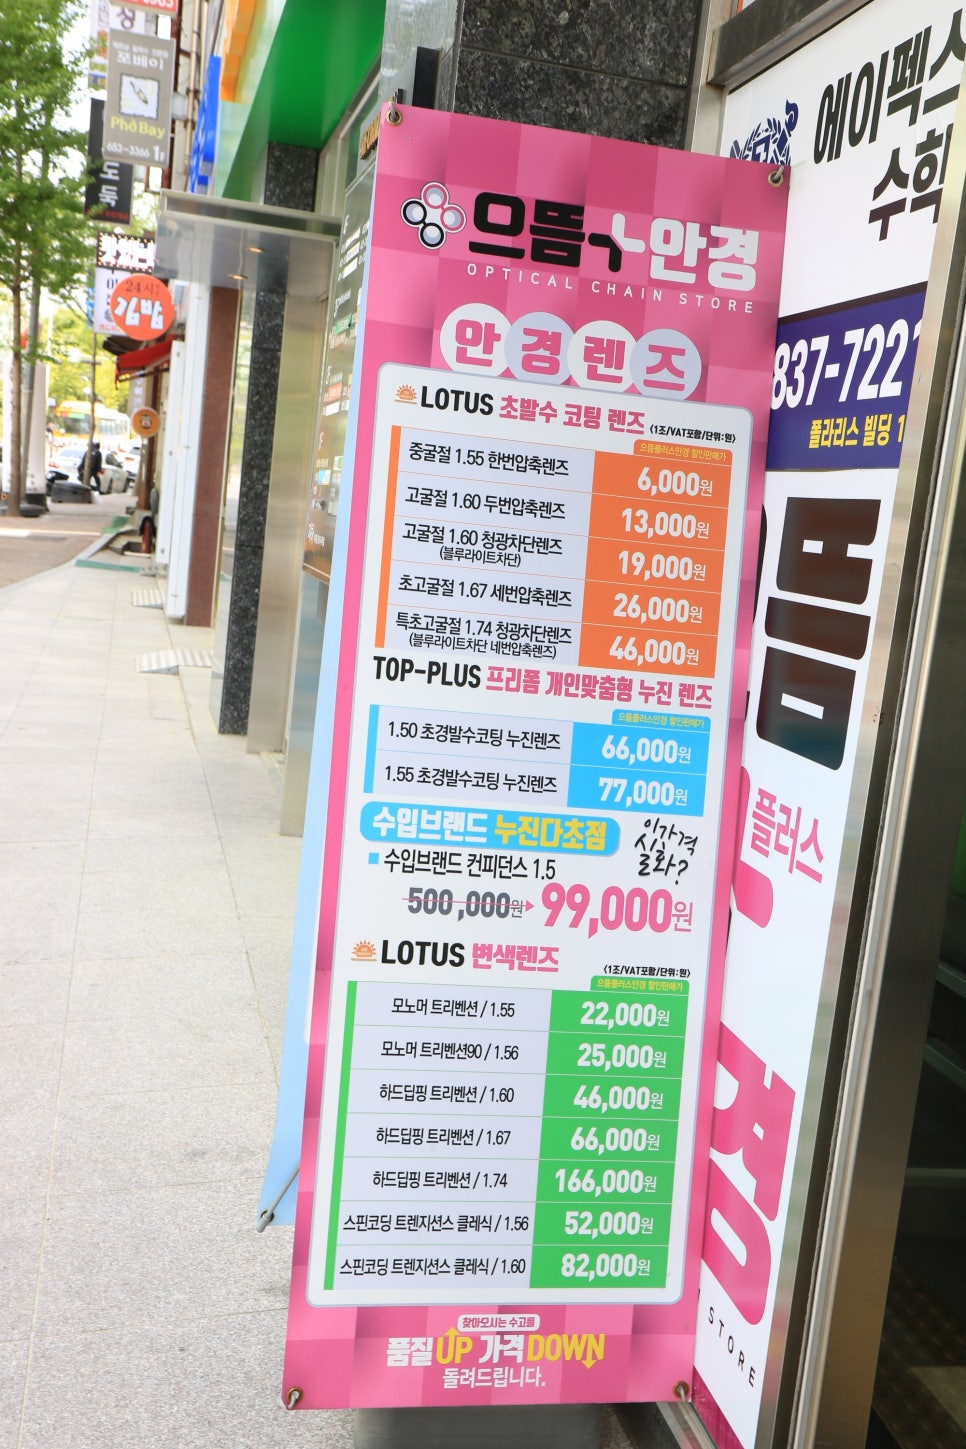 포베이
PhoBay
653-3366 1F
도둑
24시
김밥
으뜸 안경
OPTICAL CHAIN STORE
안경렌즈
LOTUS 초발수 코팅 렌즈 (1조/VAT포함/단위:원)
으뜸플러스안경 할인판매가
중굴절 1.55 한번압축렌즈 6,000원
고굴절 1.60 두번압축렌즈 13,000원
고굴절 1.60 청광차단렌즈 19,000원
(블루라이트차단)
초고굴절 1.67 세번압축렌즈 26,000원
특초고굴절 1.74 청광차단렌즈 46,000원
(블루라이트차단 네번압축렌즈)
TOP-PLUS 프리폼 개인맞춤형 누진 렌즈
으뜸플러스안경 할인판매가
1.50 초경발수코팅 누진렌즈 66,000원
1.55 초경발수코팅 누진렌즈 77,000원
수입브랜드 누진다초점
이가격
실화?
수입브랜드 컨피던스 1.5
500,000원 99,000원
LOTUS 변색렌즈 (1조/VAT포함/단위:원)
으뜸플러스안경 할인판매가
모노머 트리벤션 / 1.55 22,000원
모노머 트리벤션90 / 1.56 25,000원
하드딥핑 트리벤션 / 1.60 46,000원
하드딥핑 트리벤션 / 1.67 66,000원
하드딥핑 트리벤션 / 1.74 166,000원
스핀코딩 트렌지션스 클레식 / 1.56 52,000원
스핀코딩 트렌지션스 클레식 / 1.60 82,000원
찾아오시는 수고를
품질 UP 가격 DOWN
돌려드립니다.
에이펙스
수학
837-722
폴라리스 빌딩 1
뜸
플러스
경
STORE